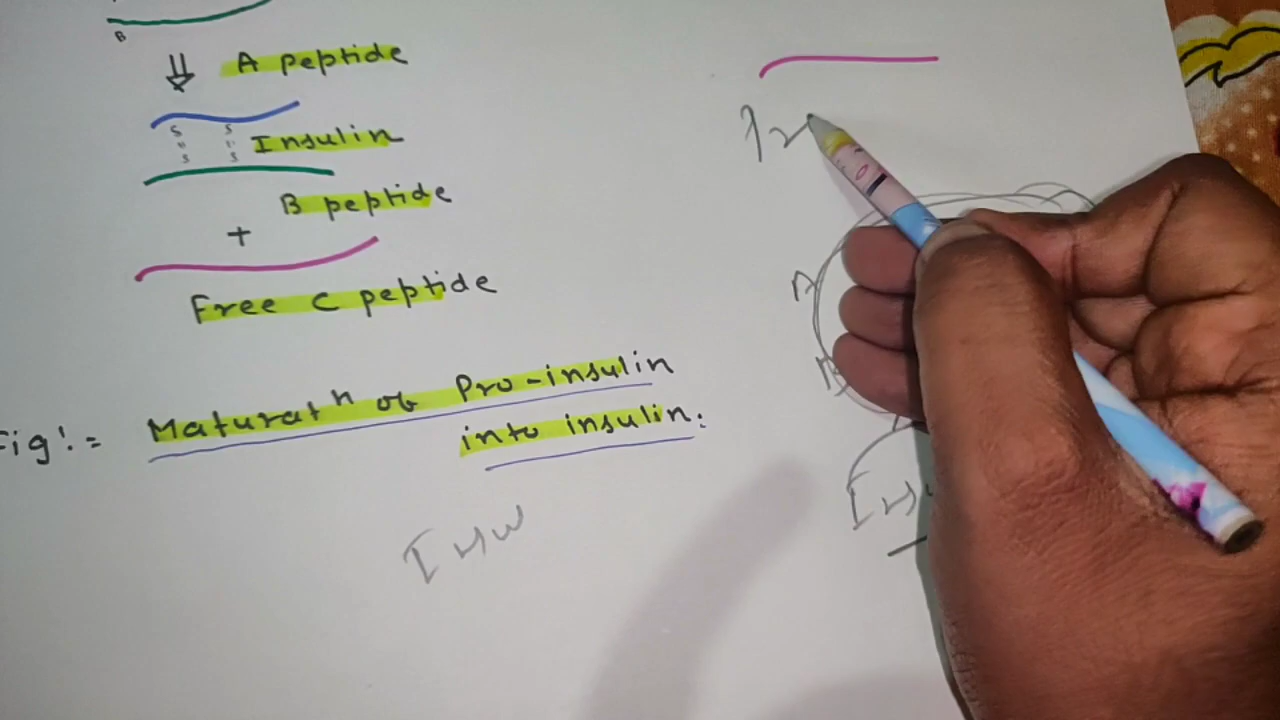 B
A peptide
S S
S S
Insulin
B peptide
+
Free C peptide
Fig:= Maturatⁿ of Pro-insulin
into insulin: